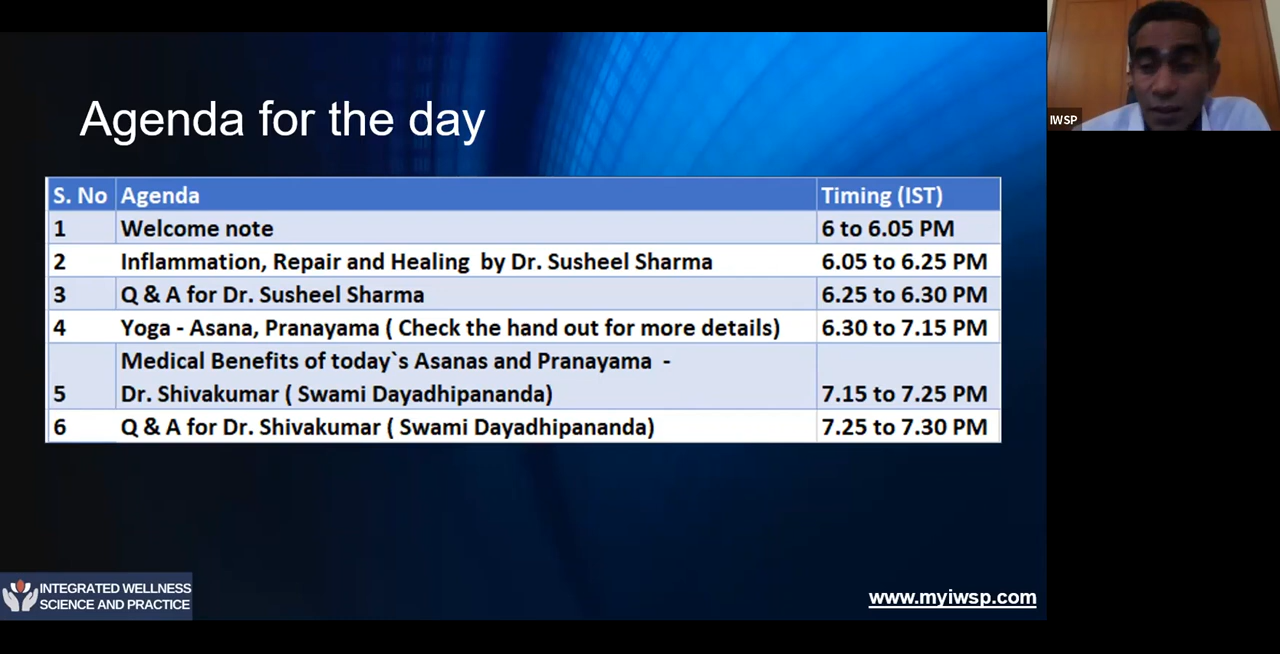 Agenda for the day
S. No Agenda Timing (IST)
1 Welcome note 6 to 6.05 PM
2 Inflammation, Repair and Healing by Dr. Susheel Sharma 6.05 to 6.25 PM
3 Q & A for Dr. Susheel Sharma 6.25 to 6.30 PM
4 Yoga - Asana, Pranayama ( Check the hand out for more details) 6.30 to 7.15 PM
Medical Benefits of today`s Asanas and Pranayama -
5 Dr. Shivakumar ( Swami Dayadhipananda) 7.15 to 7.25 PM
6 Q & A for Dr. Shivakumar ( Swami Dayadhipananda) 7.25 to 7.30 PM
INTEGRATED WELLNESS
SCIENCE AND PRACTICE
www.myiwsp.com
IWSP